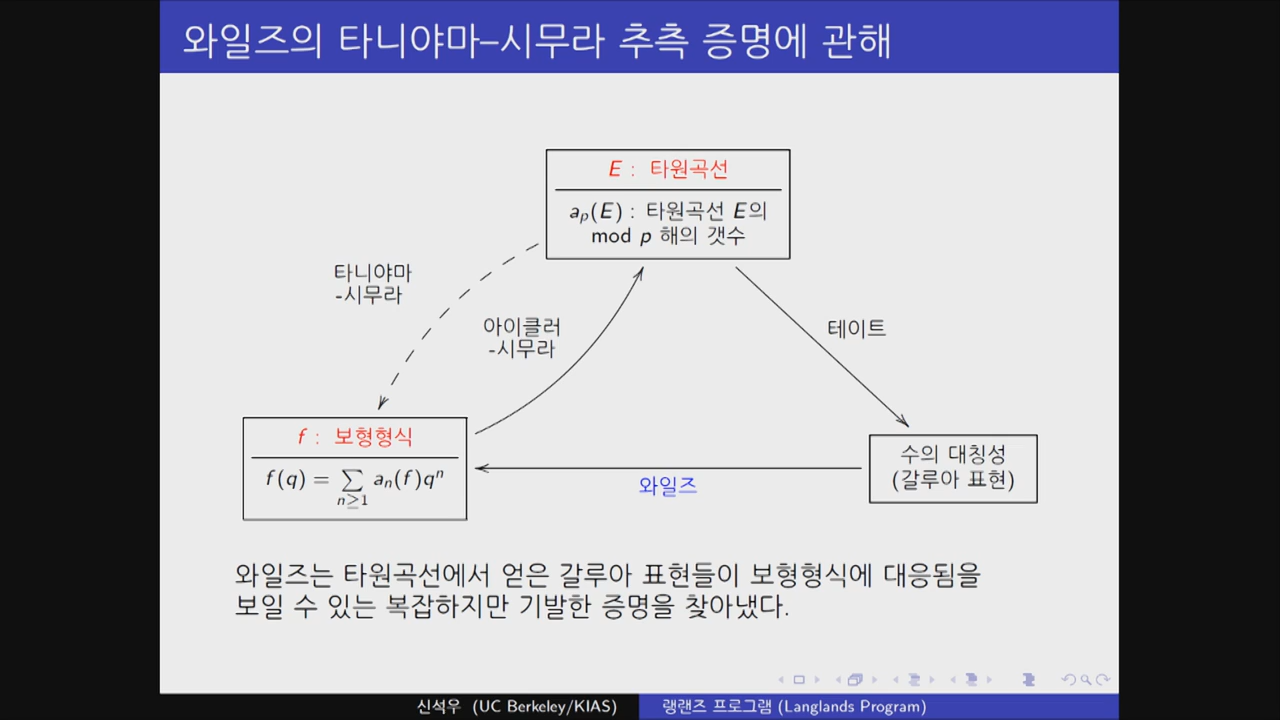 와일즈의 타니야마–시무라 추측 증명에 관해
E : 타원곡선
a_p(E) : 타원곡선 E의
mod p 해의 갯수
타니야마
-시무라
아이클러
-시무라
테이트
f : 보형형식
f(q) = ∑_{n≥1} a_n(f)q^n
수의 대칭성
(갈루아 표현)
와일즈
와일즈는 타원곡선에서 얻은 갈루아 표현들이 보형형식에 대응됨을
보일 수 있는 복잡하지만 기발한 증명을 찾아냈다.
신석우 (UC Berkeley/KIAS)
랭랜즈 프로그램 (Langlands Program)